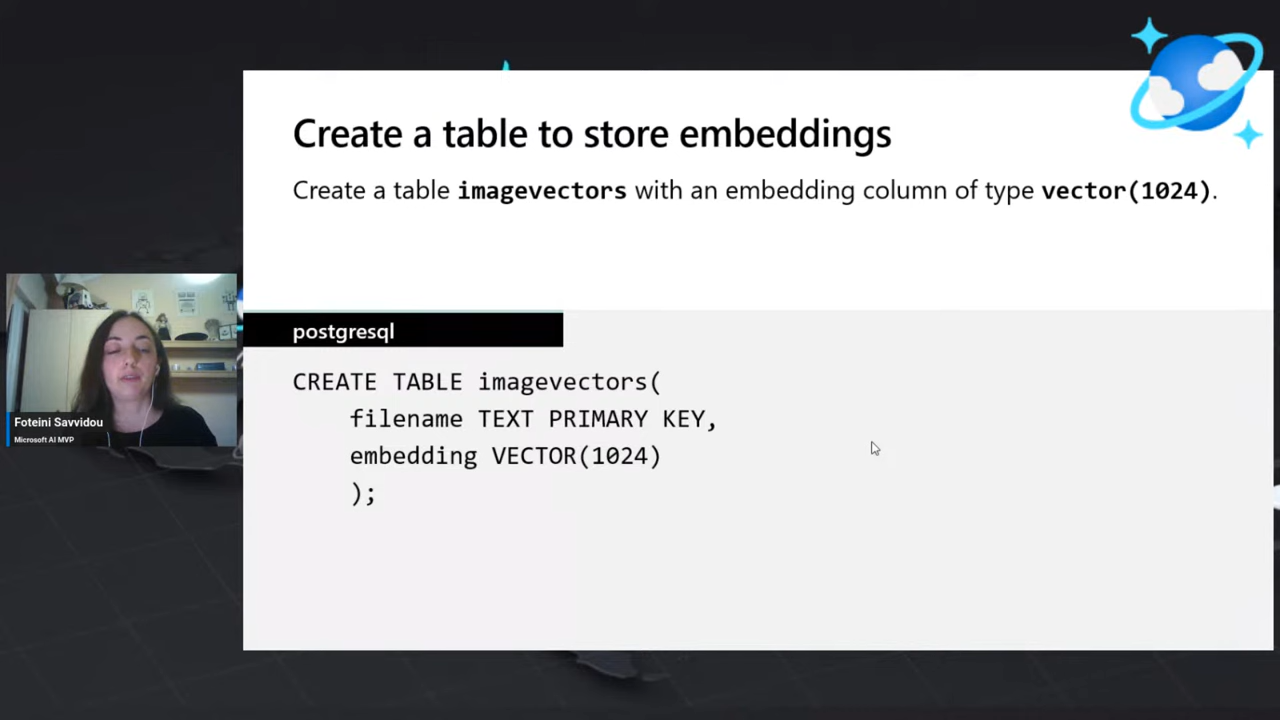 Create a table to store embeddings
Create a table imagevectors with an embedding column of type vector(1024).
postgresql
CREATE TABLE imagevectors(
filename TEXT PRIMARY KEY,
embedding VECTOR(1024)
);
Foteini Savvidou
Microsoft AI MVP